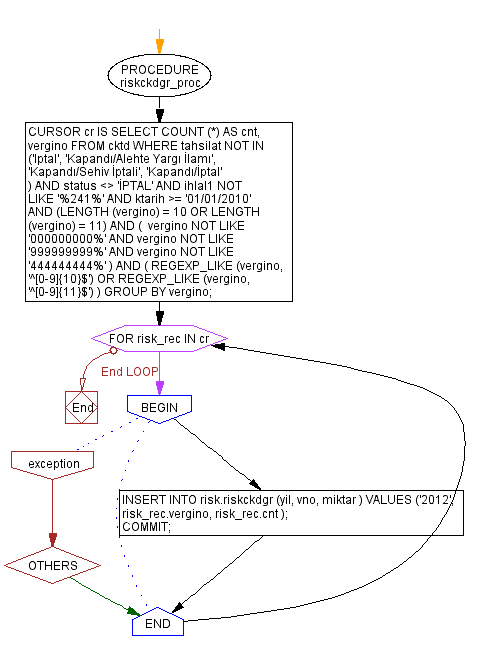 PROCEDURE
riskckdgr_proc
CURSOR cr IS SELECT COUNT (*) AS cnt,
vergino FROM cktd WHERE tahsilat NOT IN
('Iptal', 'Kapandı/Alehte Yargı İlamı',
'Kapandı/Sehiv İptali', 'Kapandı/İptal'
) AND status <> 'İPTAL' AND ihlal1 NOT
LIKE '%241%' AND ktarih >= '01/01/2010'
AND (LENGTH (vergino) = 10 OR LENGTH
(vergino) = 11) AND ( vergino NOT LIKE
'000000000%' AND vergino NOT LIKE
'999999999%' AND vergino NOT LIKE
'444444444%' ) AND ( REGEXP_LIKE (vergino,
'^[0-9]{10}$') OR REGEXP_LIKE (vergino,
'^[0-9]{11}$') ) GROUP BY vergino;
FOR risk_rec IN cr
End LOOP
End
BEGIN
exception
INSERT INTO risk.riskckdgr (yil, vno, miktar ) VALUES ('2012',
risk_rec.vergino, risk_rec.cnt );
COMMIT;
OTHERS
END